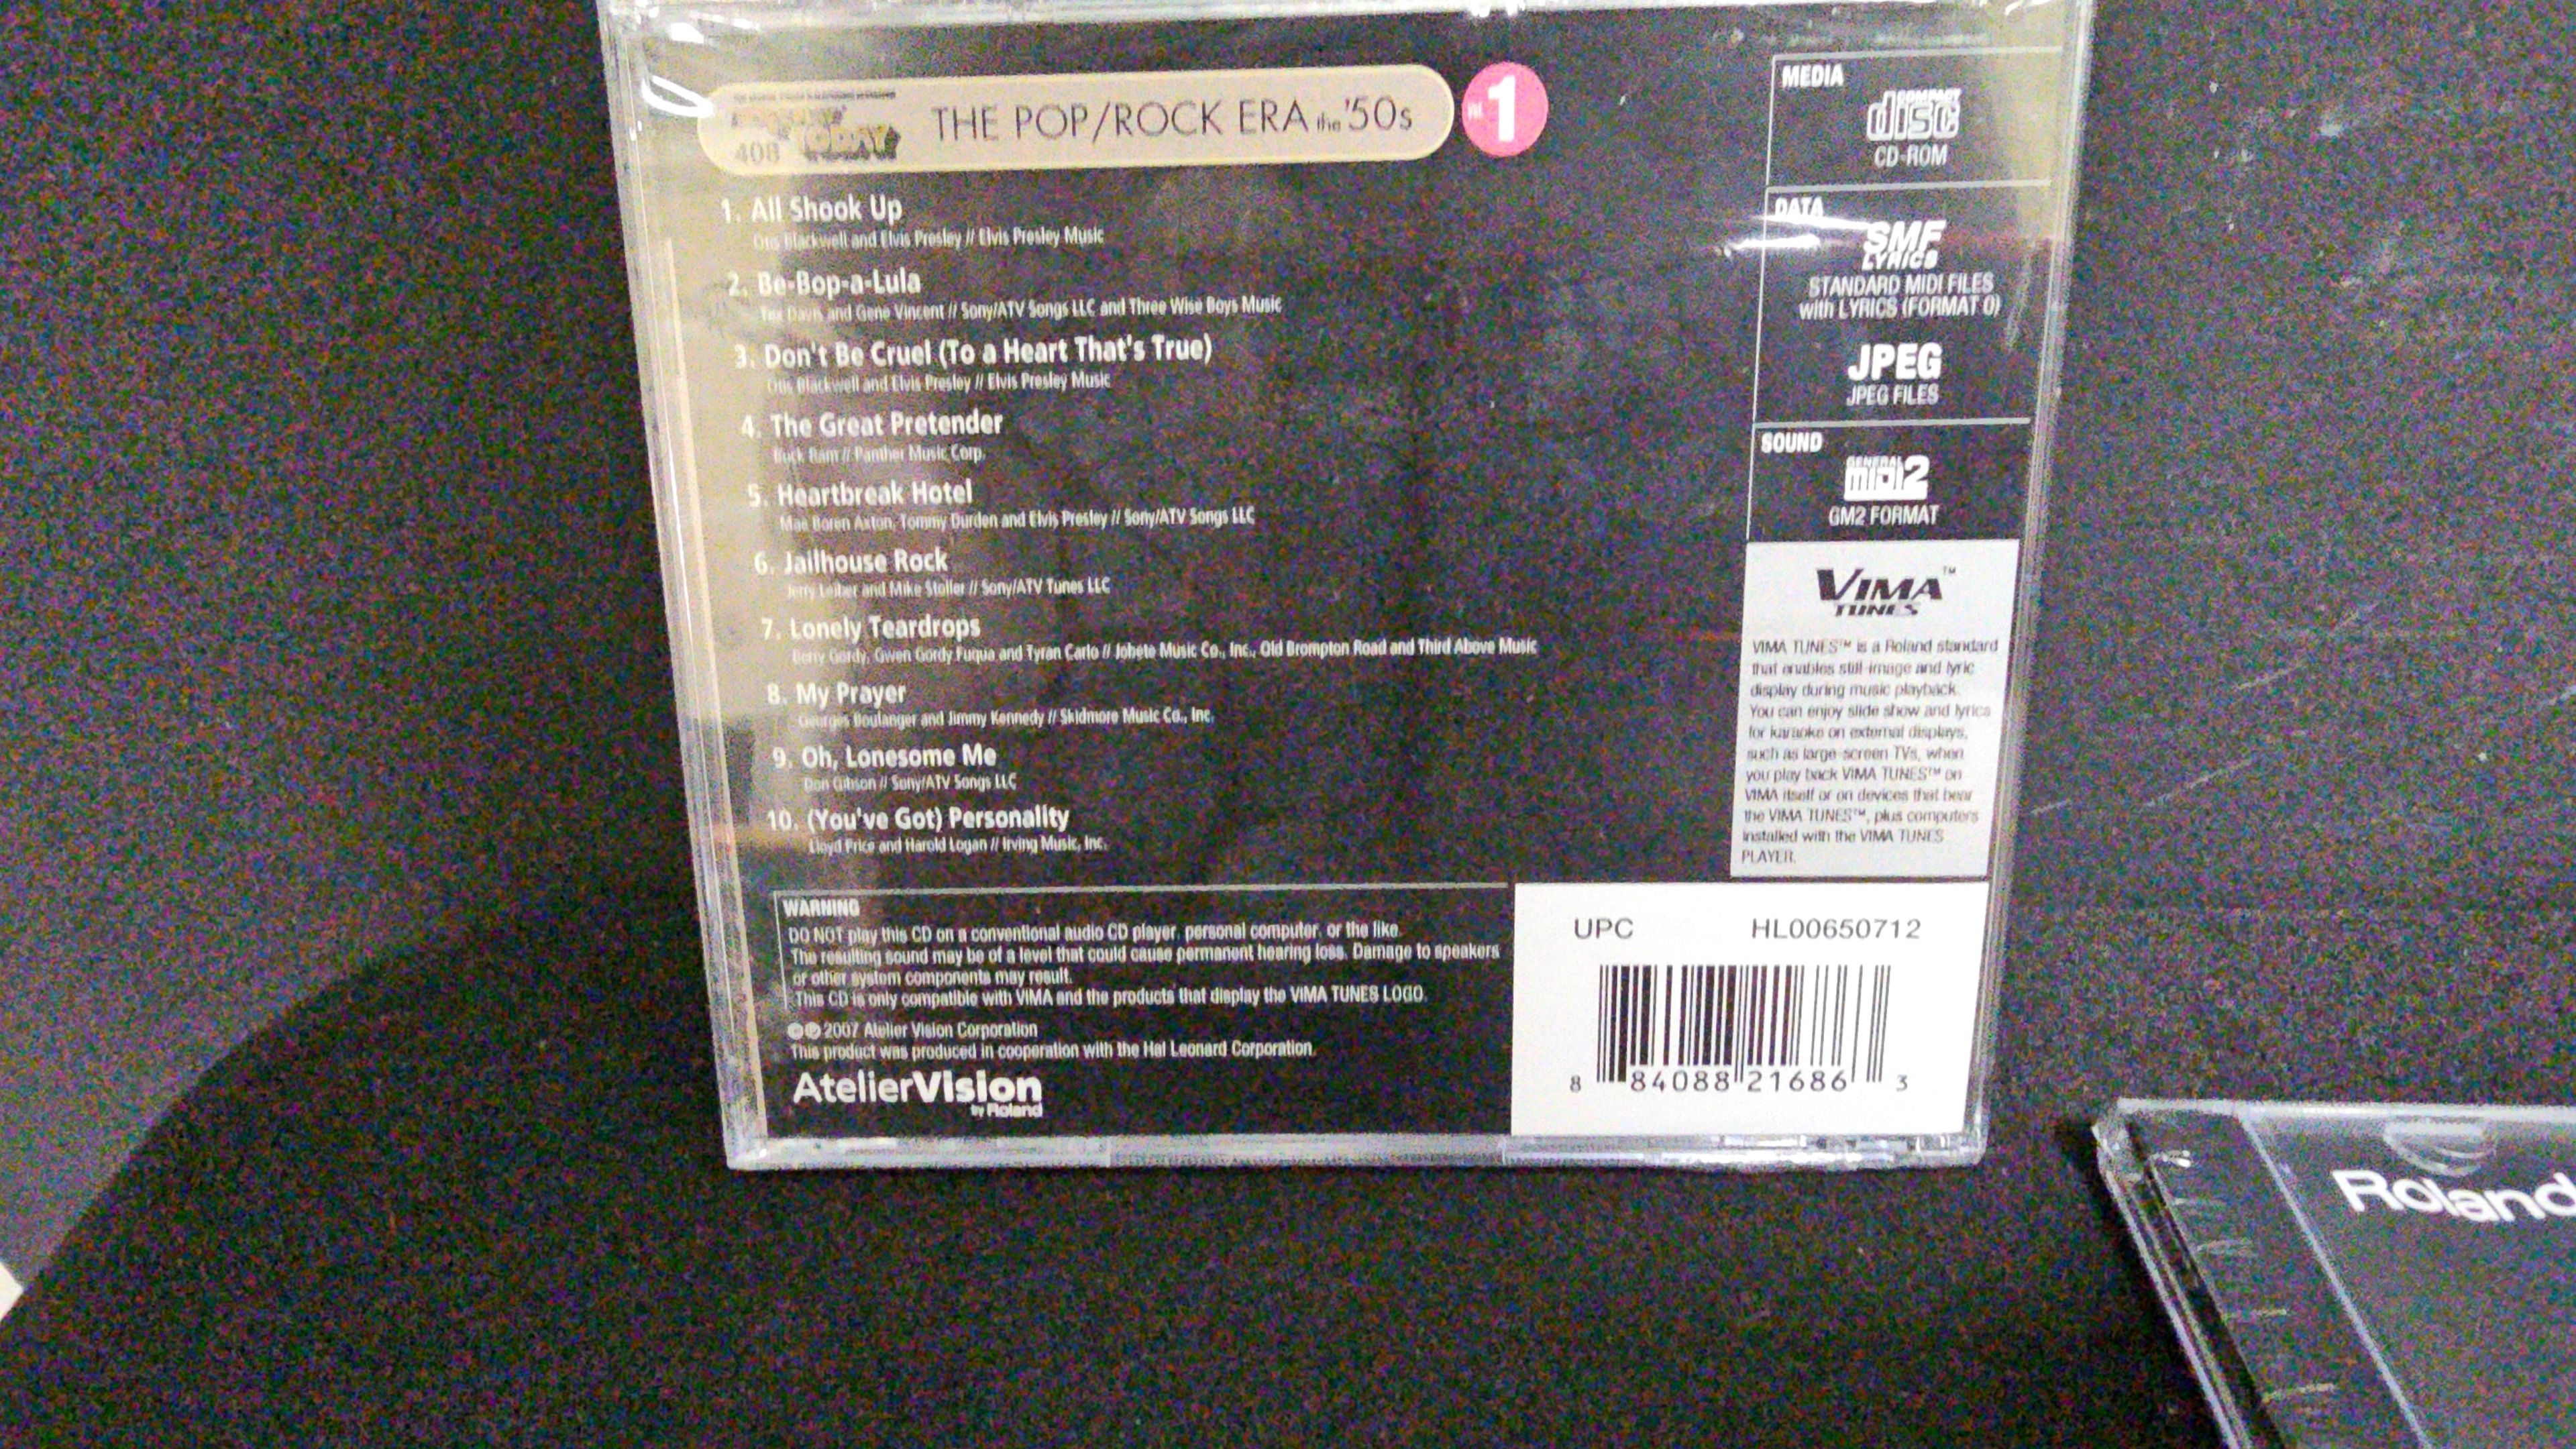 408
TODAY
THE POP/ROCK ERA the '50s
VOL. 1
1. All Shook Up
Otis Blackwell and Elvis Presley // Elvis Presley Music
2. Be-Bop-a-Lula
Tex Davis and Gene Vincent // Sony/ATV Songs LLC and Three Wise Boys Music
3. Don't Be Cruel (To a Heart That's True)
Otis Blackwell and Elvis Presley // Elvis Presley Music
4. The Great Pretender
Buck Ram // Panther Music Corp.
5. Heartbreak Hotel
Mae Boren Axton, Tommy Durden and Elvis Presley // Sony/ATV Songs LLC
6. Jailhouse Rock
Jerry Leiber and Mike Stoller // Sony/ATV Tunes LLC
7. Lonely Teardrops
Berry Gordy, Gwen Gordy Fuqua and Tyran Carlo // Jobete Music Co., Inc., Old Brompton Road and Third Above Music
8. My Prayer
Georges Boulanger and Jimmy Kennedy // Skidmore Music Co., Inc.
9. Oh, Lonesome Me
Don Gibson // Sony/ATV Songs LLC
10. (You've Got) Personality
Lloyd Price and Harold Logan // Irving Music, Inc.
WARNING
DO NOT play this CD on a conventional audio CD player, personal computer, or the like.
The resulting sound may be of a level that could cause permanent hearing loss. Damage to speakers
or other system components may result.
This CD is only compatible with VIMA and the products that display the VIMA TUNES LOGO.
©℗ 2007 Atelier Vision Corporation
This product was produced in cooperation with the Hal Leonard Corporation.
AtelierVision
by Roland
MEDIA
COMPACT
disc
CD-ROM
DATA
SMF
LYRICS
STANDARD MIDI FILES
with LYRICS (FORMAT 0)
JPEG
JPEG FILES
SOUND
GENERAL
MIDI2
GM2 FORMAT
VIMA™
TUNES
VIMA TUNES™ is a Roland standard
that enables still-image and lyric
display during music playback.
You can enjoy slide show and lyrics
for karaoke on external displays,
such as large-screen TVs, when
you play back VIMA TUNES™ on
VIMA itself or on devices that bear
the VIMA TUNES™, plus computers
installed with the VIMA TUNES
PLAYER.
UPC HL00650712
8 84088 21686 3
Roland